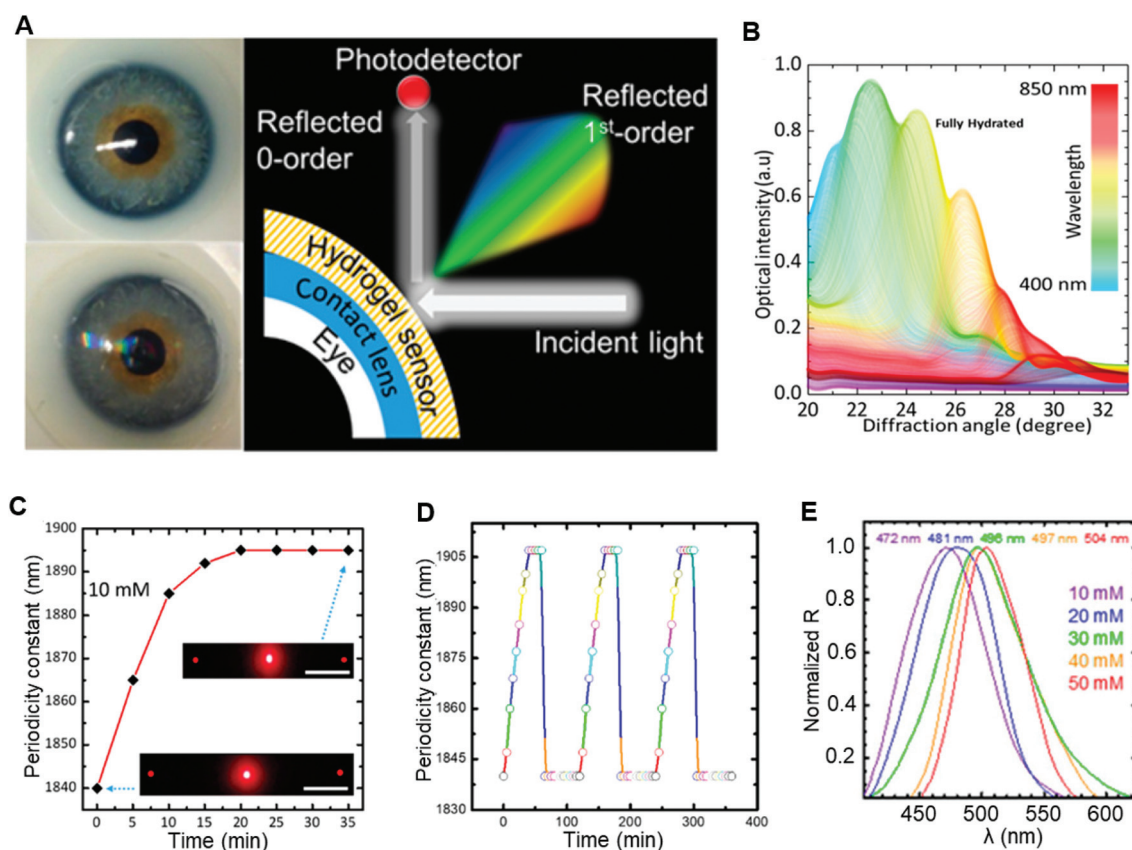 A
Photodetector
Reflected
0-order
Reflected
1st-order
Hydrogel sensor
Contact lens
Eye
Incident light
B
Optical intensity (a.u)
1.0
0.8
0.6
0.4
0.2
0.0
20 22 24 26 28 30 32
Diffraction angle (degree)
Fully Hydrated
850 nm
Wavelength
400 nm
C
Periodicity constant (nm)
1900
1890
1880
1870
1860
1850
1840
10 mM
0 5 10 15 20 25 30 35
Time (min)
D
Periodicity constant (nm)
1905
1890
1875
1860
1845
1830
0 100 200 300 400
Time (min)
E
Normalized R
1.0
0.8
0.6
0.4
0.2
472 nm 481 nm 496 nm 497 nm 504 nm
10 mM
20 mM
30 mM
40 mM
50 mM
450 500 550 600
λ (nm)